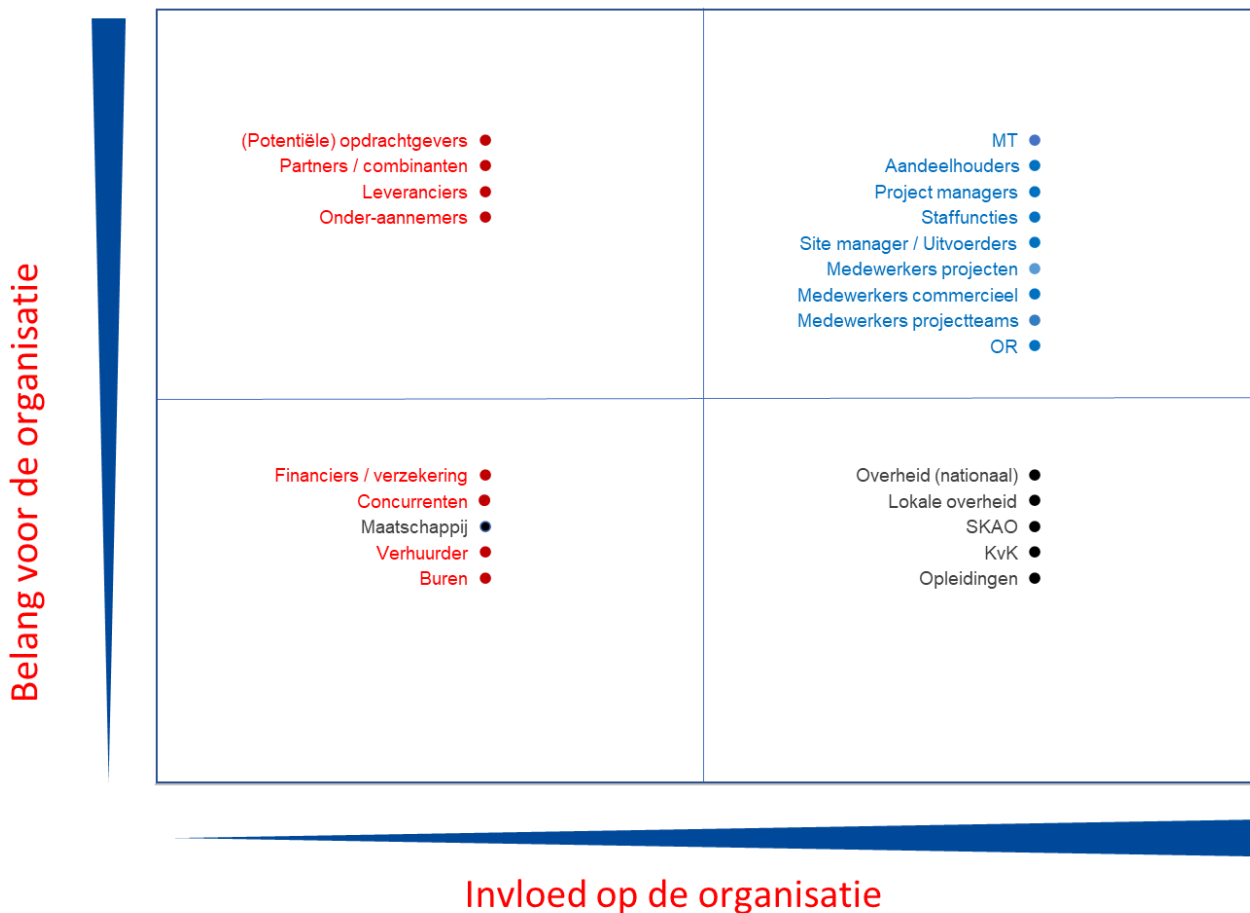 Belang voor de organisatie
(Potentiële) opdrachtgevers
Partners / combinanten
Leveranciers
Onder-aannemers
MT
Aandeelhouders
Project managers
Staffuncties
Site manager / Uitvoerders
Medewerkers projecten
Medewerkers commercieel
Medewerkers projectteams
OR
Financiers / verzekering
Concurrenten
Maatschappij
Verhuurder
Buren
Overheid (nationaal)
Lokale overheid
SKAO
KvK
Opleidingen
Invloed op de organisatie